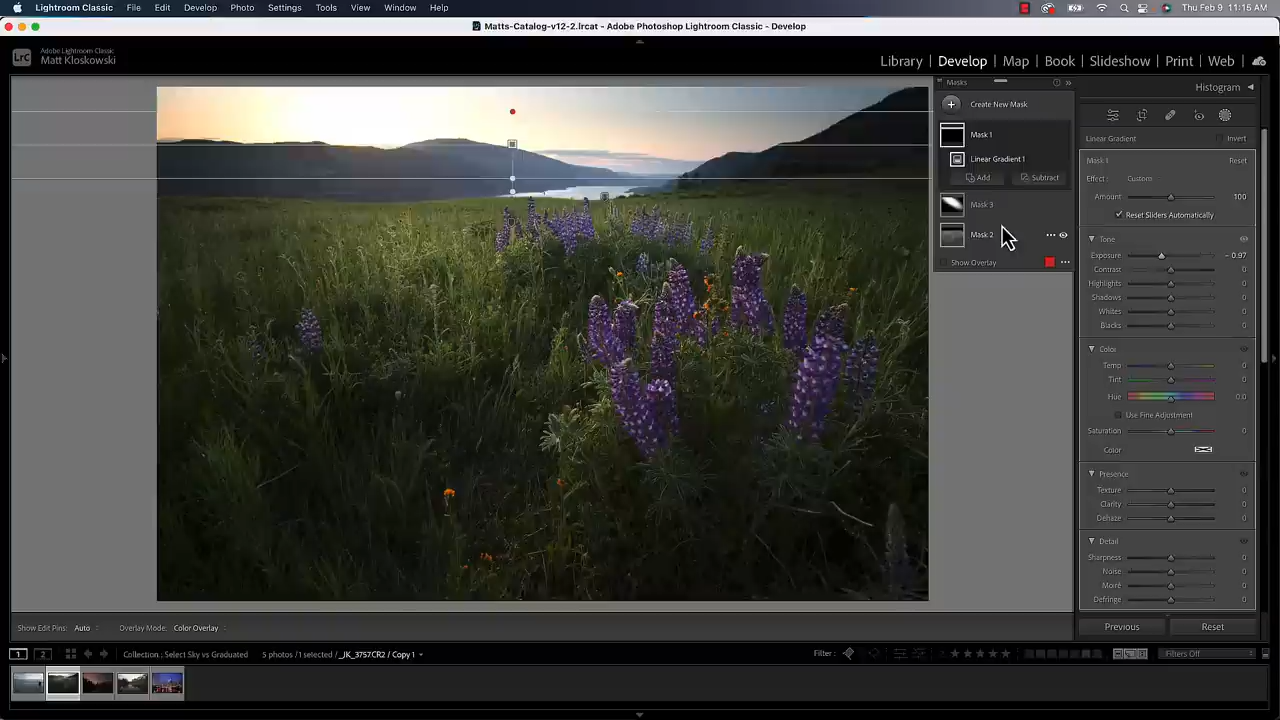 Lightroom Classic File Edit Develop Photo Settings Tools View Window Help Thu Feb 9 11:15 AM
Matts-Catalog-v12-2.lrcat - Adobe Photoshop Lightroom Classic - Develop
LrC Adobe Lightroom Classic
Matt Kloskowski
Library | Develop | Map | Book | Slideshow | Print | Web
Masks
Histogram
Create New Mask
Mask 1
Linear Gradient 1
Add Subtract
Mask 3
Mask 2
Show Overlay
Linear Gradient Invert
Mask 1 Reset
Effect : Custom
Amount 100
Reset Sliders Automatically
Tone
Exposure - 0.97
Contrast 0
Highlights 0
Shadows 0
Whites 0
Blacks 0
Color
Temp 0
Tint 0
Hue 0.0
Use Fine Adjustment
Saturation 0
Color
Presence
Texture 0
Clarity 0
Dehaze 0
Detail
Sharpness 0
Noise 0
Moiré 0
Defringe 0
Previous Reset
Show Edit Pins: Auto Overlay Mode: Color Overlay
1 2 Collection : Select Sky vs Graduated 5 photos /1 selected /_JK_3757.CR2 / Copy 1 Filter : Filters Off